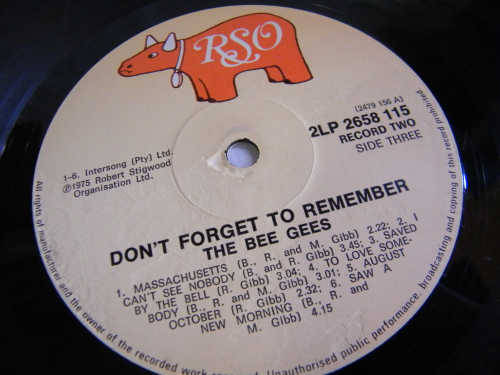 RSO
[2479 156 A]
2LP 2658 115
RECORD TWO
SIDE THREE
1-6. Intersong (Pty) Ltd.
℗1975 Robert Stigwood
Organisation Ltd.
DON'T FORGET TO REMEMBER
THE BEE GEES
1. MASSACHUSETTS (B., R. and M. Gibb) 2.22; 2. I
CAN'T SEE NOBODY (B. and R. Gibb) 3.45; 3. SAVED
BY THE BELL (R. Gibb) 3.04; 4. TO LOVE SOME-
BODY (B. and R. Gibb) 3.01; 5. AUGUST
OCTOBER (R. Gibb) 2.32; 6. SAW A
NEW MORNING (B., R. and
M. Gibb) 4.15
All rights of the manufacturer and the owner of the recorded work reserved. Unauthorised public performance, broadcasting and copying of this record prohibited